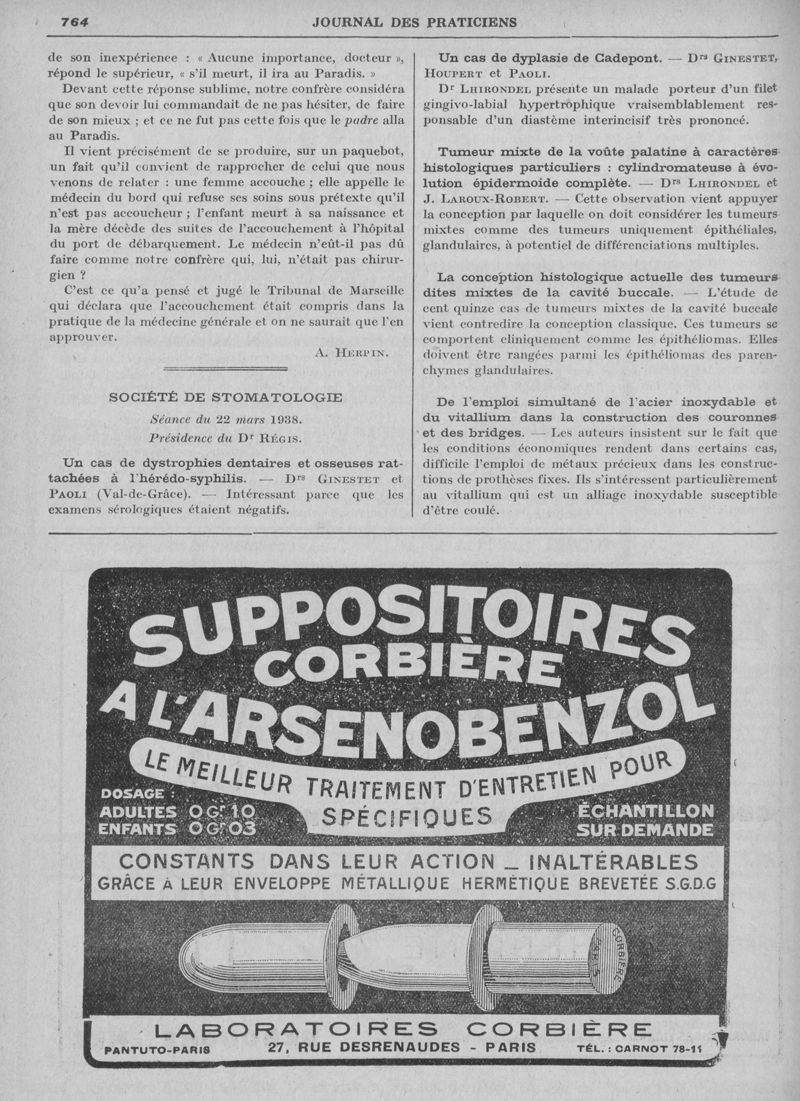 764
JOURNAL DES PRATICIENS
de son inexpérience : « Aucune importance, docteur »,
répond le supérieur, « s'il meurt, il ira au Paradis. »
Devant cette réponse sublime, notre confrère considéra
que son devoir lui commandait de ne pas hésiter, de faire
de son mieux ; et ce ne fut pas cette fois que le padre alla
au Paradis.
Il vient précisément de se produire, sur un paquebot,
un fait qu'il convient de rapprocher de celui que nous
venons de relater : une femme accouche ; elle appelle le
médecin du bord qui refuse ses soins sous prétexte qu'il
n'est pas accoucheur ; l'enfant meurt à sa naissance et
la mère décède des suites de l'accouchement à l'hôpital
du port de débarquement. Le médecin n'eût-il pas dû
faire comme notre confrère qui, lui, n'était pas chirur-
gien ?
C'est ce qu'a pensé et jugé le Tribunal de Marseille
qui déclara que l'accouchement était compris dans la
pratique de la médecine générale et on ne saurait que l'en
approuver.
A. HERPIN.
SOCIÉTÉ DE STOMATOLOGIE
Séance du 22 mars 1938.
Présidence du Dr RÉGIS.
Un cas de dystrophies dentaires et osseuses rat-
tachées à l'hérédo-syphilis. — Drs GINESTET et
PAOLI (Val-de-Grâce). — Intéressant parce que les
examens sérologiques étaient négatifs.
Un cas de dyplasie de Cadepont. — Drs GINESTET,
HOUPERT et PAOLI.
Dr LHIRONDEL présente un malade porteur d'un filet
gingivo-labial hypertrophique vraisemblablement res-
ponsable d'un diastème interincisif très prononcé.
Tumeur mixte de la voûte palatine à caractères
histologiques particuliers : cylindromateuse à évo-
lution épidermoide complète. — Drs LHIRONDEL et
J. LAROUX-ROBERT. — Cette observation vient appuyer
la conception par laquelle on doit considérer les tumeurs
mixtes comme des tumeurs uniquement épithéliales,
glandulaires, à potentiel de différenciations multiples.
La conception histologique actuelle des tumeurs
dites mixtes de la cavité buccale. — L'étude de
cent quinze cas de tumeurs mixtes de la cavité buccale
vient contredire la conception classique. Ces tumeurs se
comportent cliniquement comme les épithéliomas. Elles
doivent être rangées parmi les épithéliomas des paren-
chymes glandulaires.
De l'emploi simultané de l'acier inoxydable et
du vitallium dans la construction des couronnes
et des bridges. — Les auteurs insistent sur le fait que
les conditions économiques rendent dans certains cas,
difficile l'emploi de métaux précieux dans les construc-
tions de prothèses fixes. Ils s'intéressent particulièrement
au vitallium qui est un alliage inoxydable susceptible
d'être coulé.
SUPPOSITOIRES
CORBIÈRE
A L'ARSENOBENZOL
LE MEILLEUR TRAITEMENT D'ENTRETIEN POUR
SPÉCIFIQUES
DOSAGE :
ADULTES 0 Gr. 10
ENFANTS 0 Gr. 03
ÉCHANTILLON
SUR DEMANDE
CONSTANTS DANS LEUR ACTION _ INALTÉRABLES
GRÂCE A LEUR ENVELOPPE MÉTALLIQUE HERMÉTIQUE BREVETÉE S.G.D.G
CORBIÈRE
PARIS
LABORATOIRES CORBIÈRE
PANTUTO-PARIS
27, RUE DESRENAUDES - PARIS
TÉL. : CARNOT 78-11